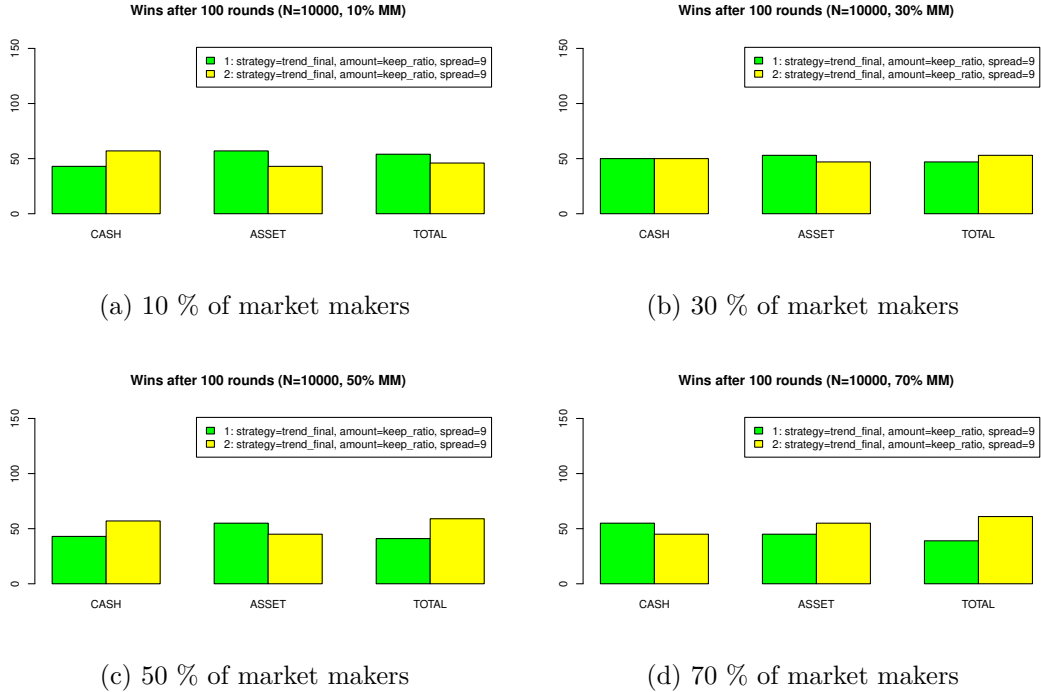 Wins after 100 rounds (N=10000, 10% MM)
150
100
50
0
1: strategy=trend_final, amount=keep_ratio, spread=9
2: strategy=trend_final, amount=keep_ratio, spread=9
CASH ASSET TOTAL
(a) 10 % of market makers
Wins after 100 rounds (N=10000, 30% MM)
150
100
50
0
1: strategy=trend_final, amount=keep_ratio, spread=9
2: strategy=trend_final, amount=keep_ratio, spread=9
CASH ASSET TOTAL
(b) 30 % of market makers
Wins after 100 rounds (N=10000, 50% MM)
150
100
50
0
1: strategy=trend_final, amount=keep_ratio, spread=9
2: strategy=trend_final, amount=keep_ratio, spread=9
CASH ASSET TOTAL
(c) 50 % of market makers
Wins after 100 rounds (N=10000, 70% MM)
150
100
50
0
1: strategy=trend_final, amount=keep_ratio, spread=9
2: strategy=trend_final, amount=keep_ratio, spread=9
CASH ASSET TOTAL
(d) 70 % of market makers